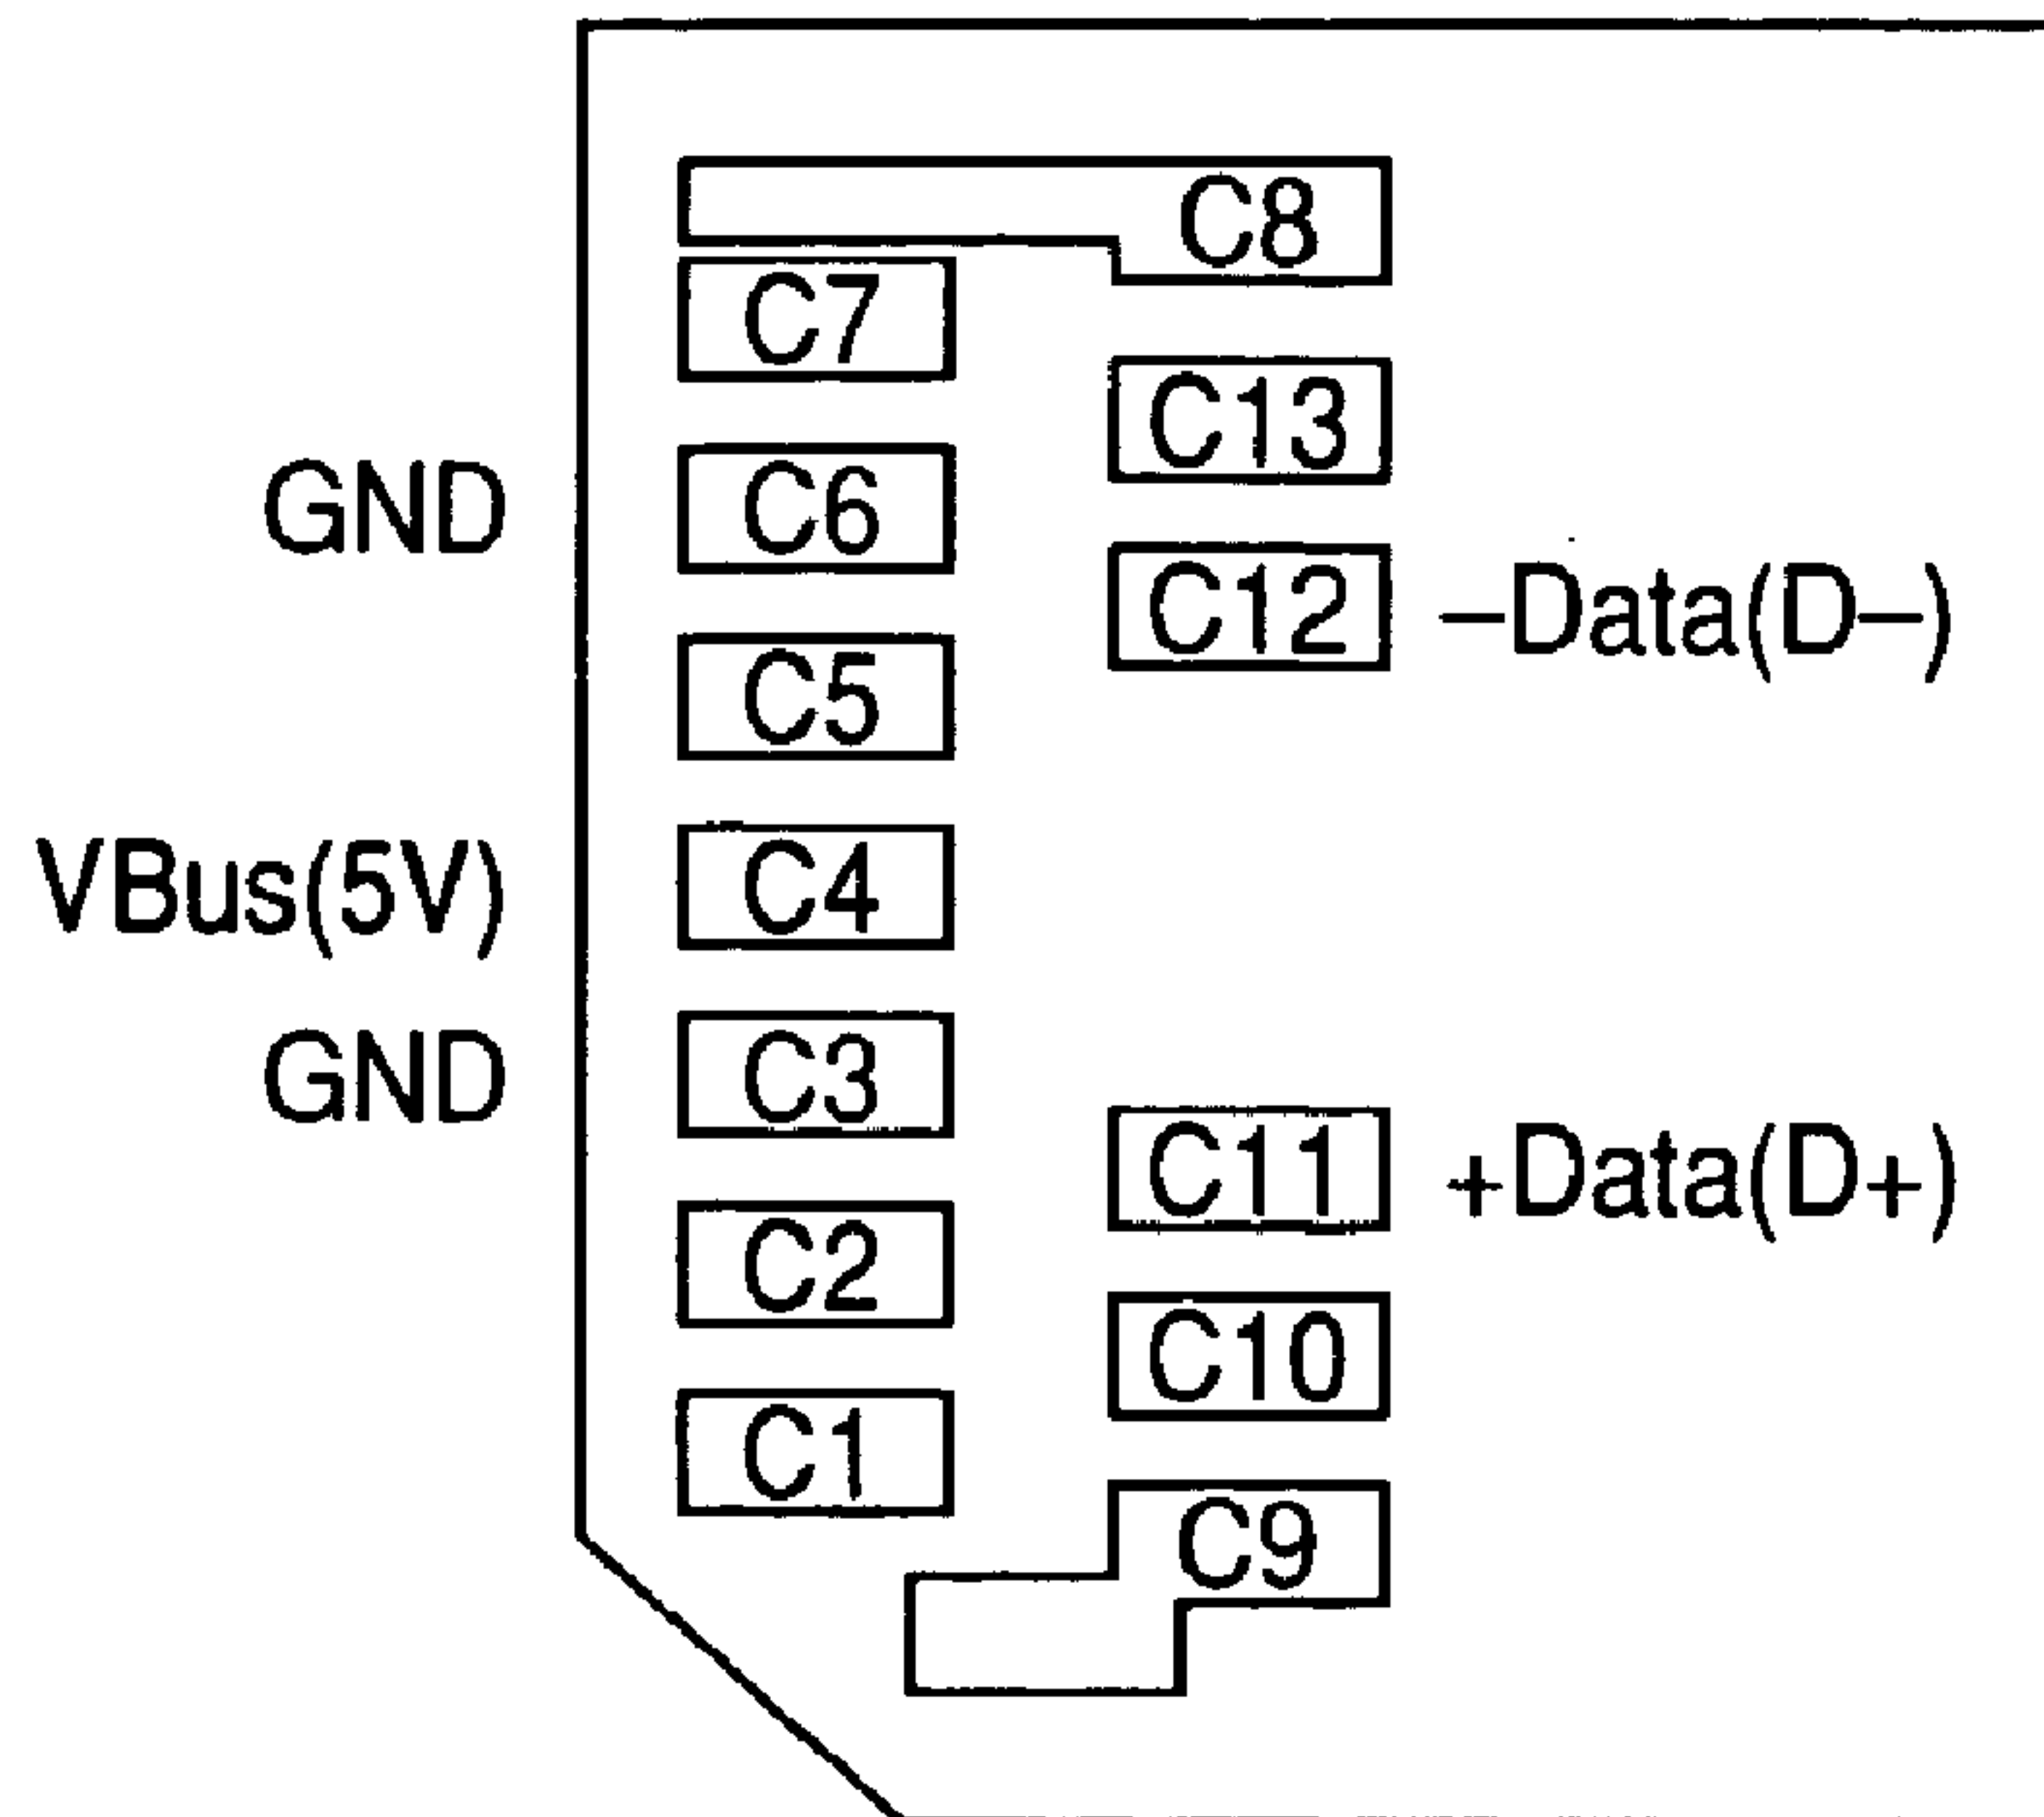 C8
C7
C13
GND C6
C12 –Data(D–)
C5
VBus(5V) C4
GND C3
C11 +Data(D+)
C2
C10
C1
C9